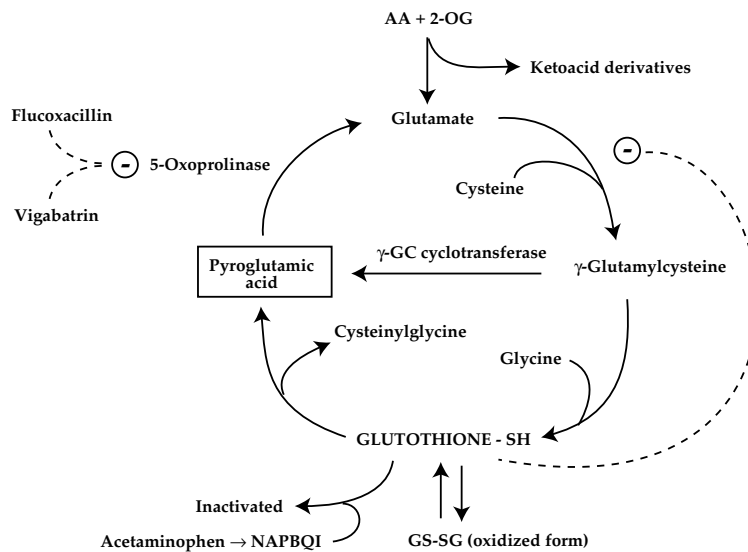 AA + 2-OG
Ketoacid derivatives
Flucoxacillin
Glutamate
-
-
5-Oxoprolinase
Cysteine
Vigabatrin
γ-GC cyclotransferase
Pyroglutamic
acid
γ-Glutamylcysteine
Cysteinylglycine
Glycine
GLUTOTHIONE - SH
Inactivated
Acetaminophen → NAPBQI
GS-SG (oxidized form)